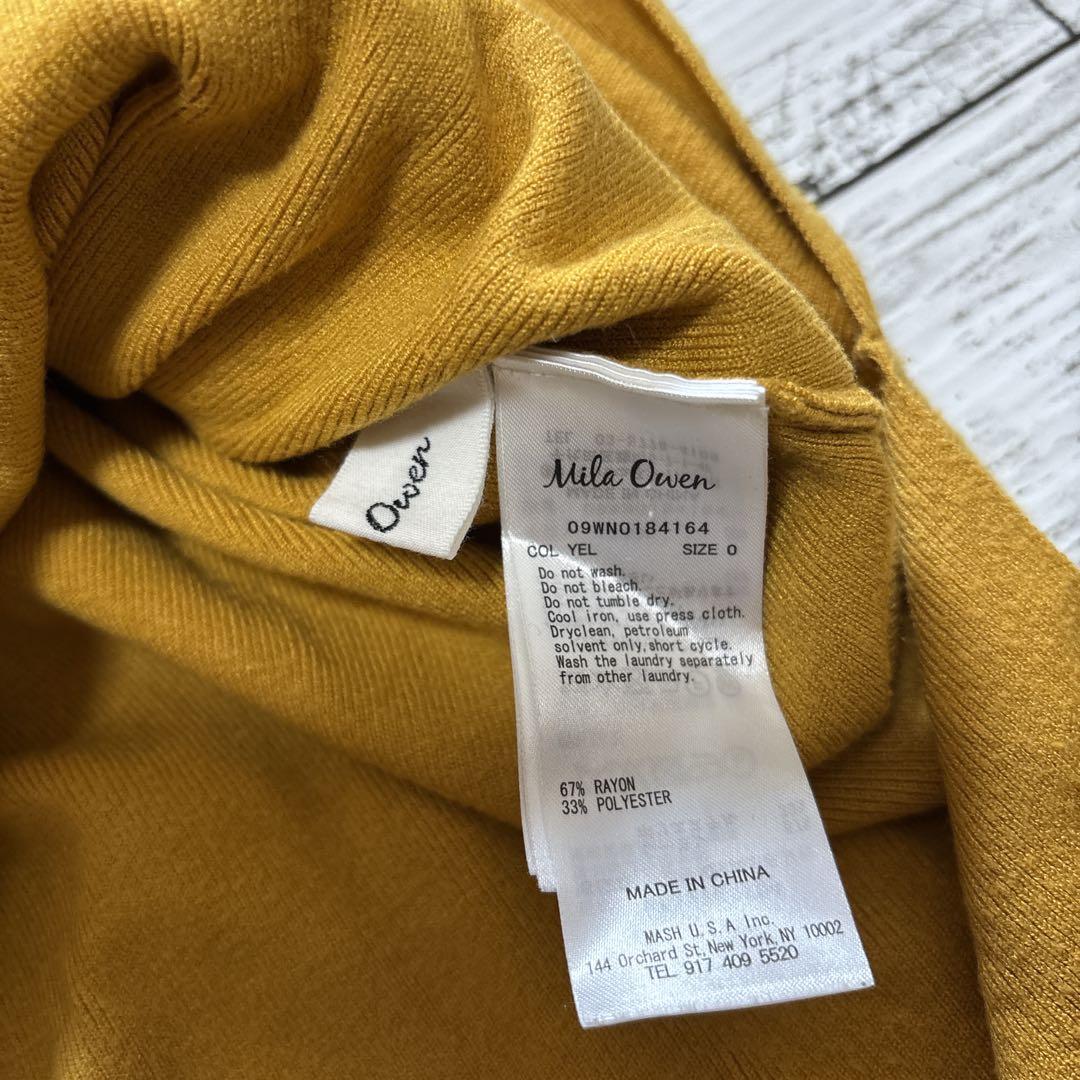 Owen
Mila Owen
09WN0184164
COL YEL SIZE 0
Do not wash.
Do not bleach.
Do not tumble dry.
Cool iron, use press cloth.
Dryclean, petroleum
solvent only, short cycle.
Wash the laundry separately
from other laundry.
67% RAYON
33% POLYESTER
MADE IN CHINA
MASH U.S.A Inc.
144 Orchard St, New York, NY 10002
TEL 917 409 5520